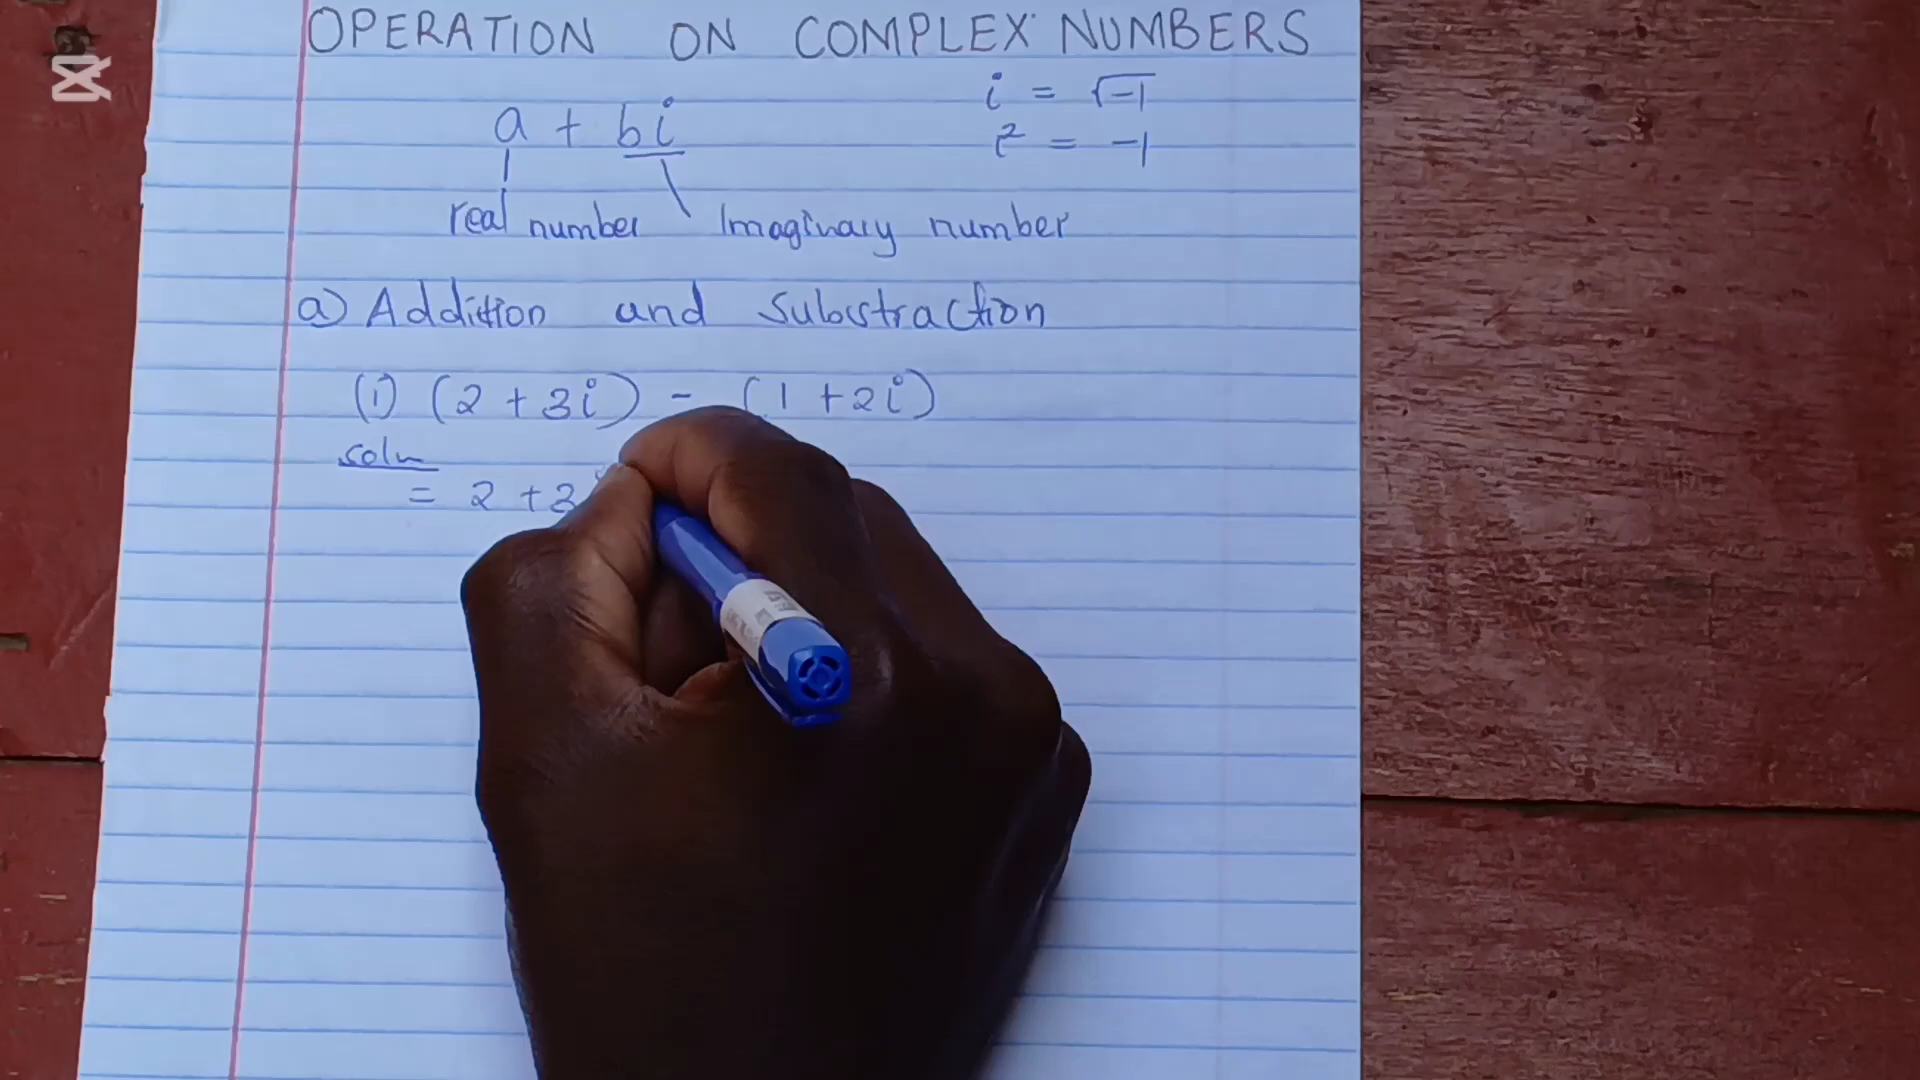 OPERATION ON COMPLEX NUMBERS
i = √-1
a + bi
i² = -1
real number Imaginary number
a) Addition and Substraction
(i) (2 + 3i) - (1 + 2i)
soln
= 2 + 3